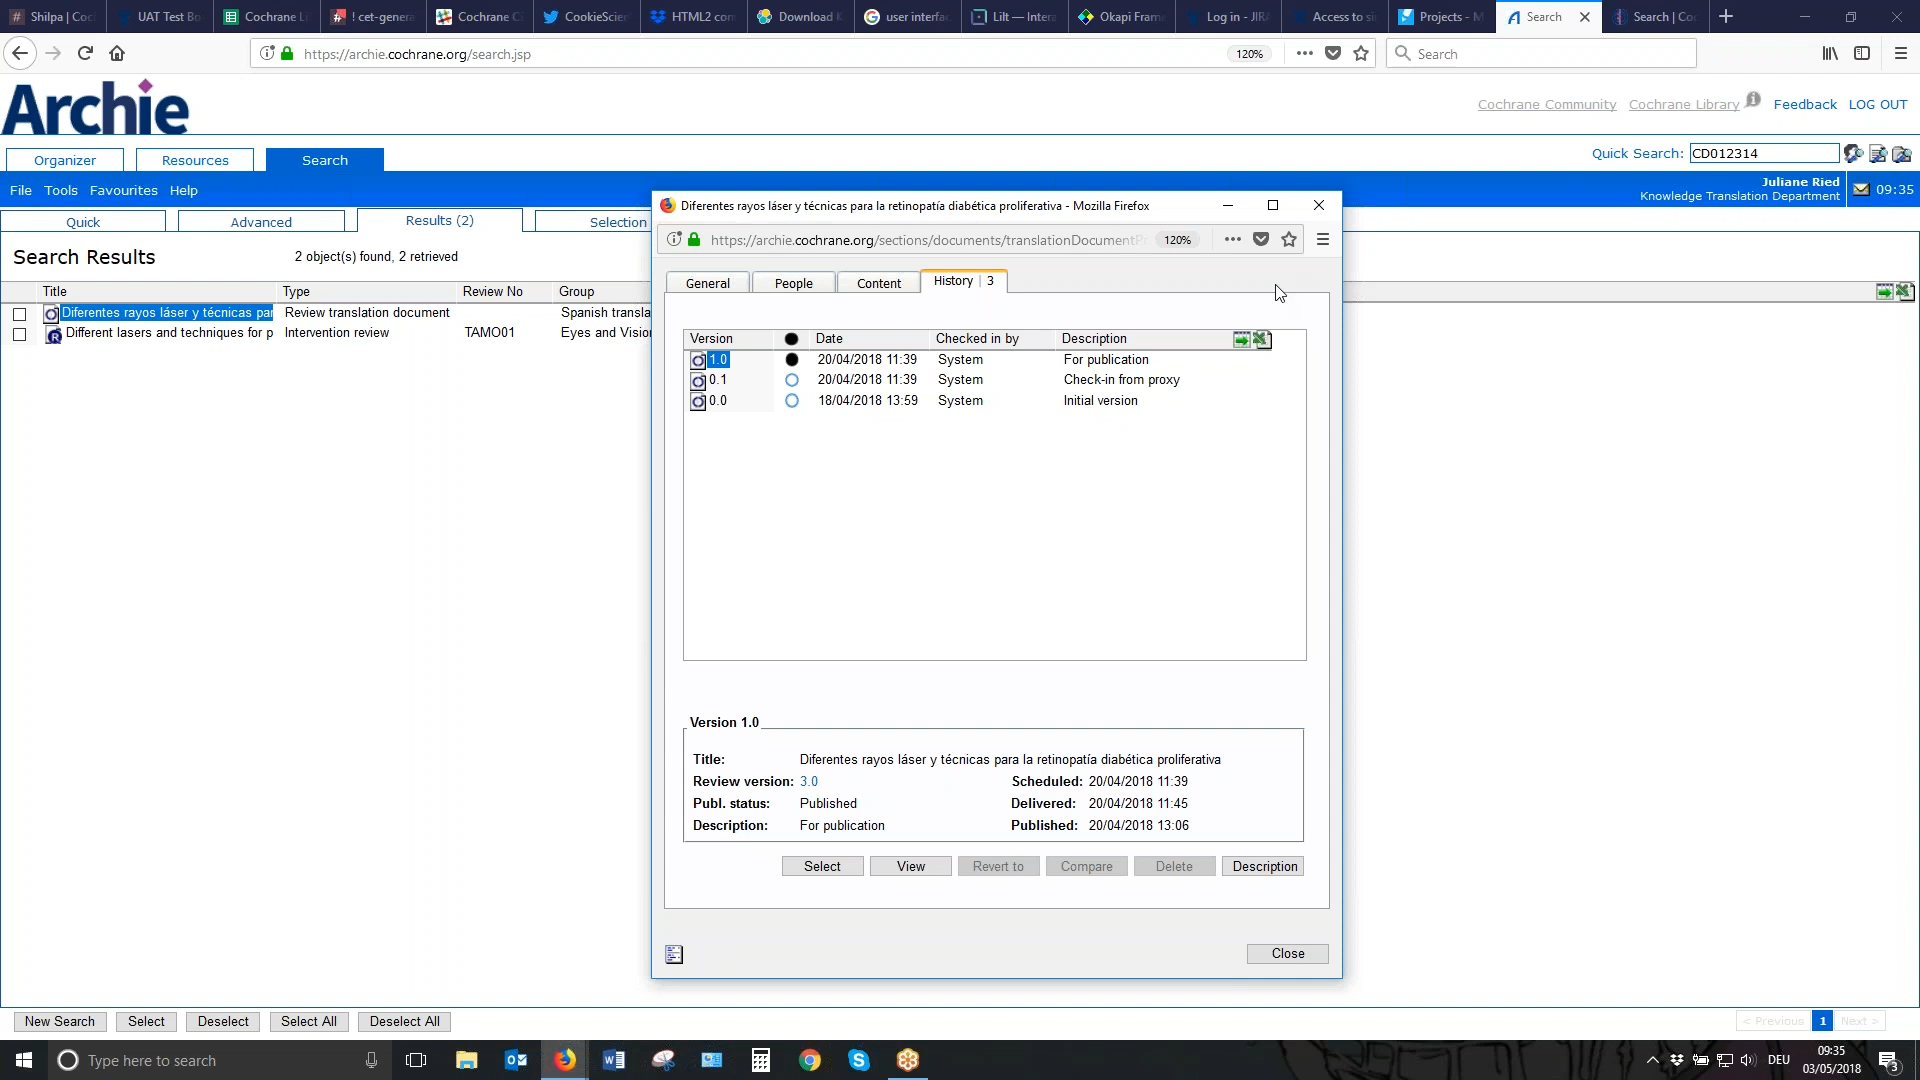 Shilpa | Coc
UAT Test Bo
Cochrane Li
! cet-genera
Cochrane C
CookieScien
HTML2 con
Download K
user interfac
Lilt — Intera
Okapi Fram
Log in - JIRA
Access to si
Projects - M
Search
Search | Co
https://archie.cochrane.org/search.jsp
120%
Search
Archie
Cochrane Community
Cochrane Library
Feedback
LOG OUT
Organizer
Resources
Search
Quick Search:
CD012314
File
Tools
Favourites
Help
Juliane Ried
Knowledge Translation Department
09:35
Quick
Advanced
Results (2)
Selection
Search Results
2 object(s) found, 2 retrieved
Title
Type
Review No
Group
Diferentes rayos láser y técnicas par
Review translation document
Spanish transla
Different lasers and techniques for p
Intervention review
TAMO01
Eyes and Visio
Diferentes rayos láser y técnicas para la retinopatía diabética proliferativa - Mozilla Firefox
https://archie.cochrane.org/sections/documents/translationDocumentPr
120%
General
People
Content
History | 3
Version
Date
Checked in by
Description
1.0
20/04/2018 11:39
System
For publication
0.1
20/04/2018 11:39
System
Check-in from proxy
0.0
18/04/2018 13:59
System
Initial version
Version 1.0
Title:
Diferentes rayos láser y técnicas para la retinopatía diabética proliferativa
Review version:
3.0
Scheduled:
20/04/2018 11:39
Publ. status:
Published
Delivered:
20/04/2018 11:45
Description:
For publication
Published:
20/04/2018 13:06
Select
View
Revert to
Compare
Delete
Description
Close
New Search
Select
Deselect
Select All
Deselect All
< Previous
1
Next >
Type here to search
DEU
09:35
03/05/2018
3